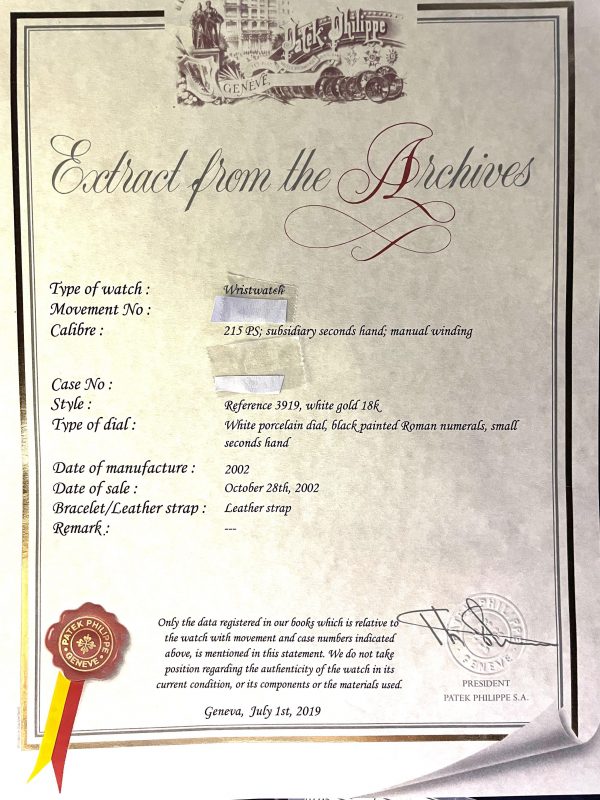 Patek Philippe
GENÈVE
Extract from the Archives
Type of watch : Wristwatch
Movement No :
Calibre : 215 PS; subsidiary seconds hand; manual winding
Case No :
Style : Reference 3919, white gold 18k
Type of dial : White porcelain dial, black painted Roman numerals, small
seconds hand
Date of manufacture : 2002
Date of sale : October 28th, 2002
Bracelet/Leather strap : Leather strap
Remark : ---
Only the data registered in our books which is relative to
the watch with movement and case numbers indicated
above, is mentioned in this statement. We do not take
position regarding the authenticity of the watch in its
current condition, or its components or the materials used.
Geneva, July 1st, 2019
PATEK PHILIPPE
GENEVE
PATEK PHILIPPE
GENEVE
PRESIDENT
PATEK PHILIPPE S.A.